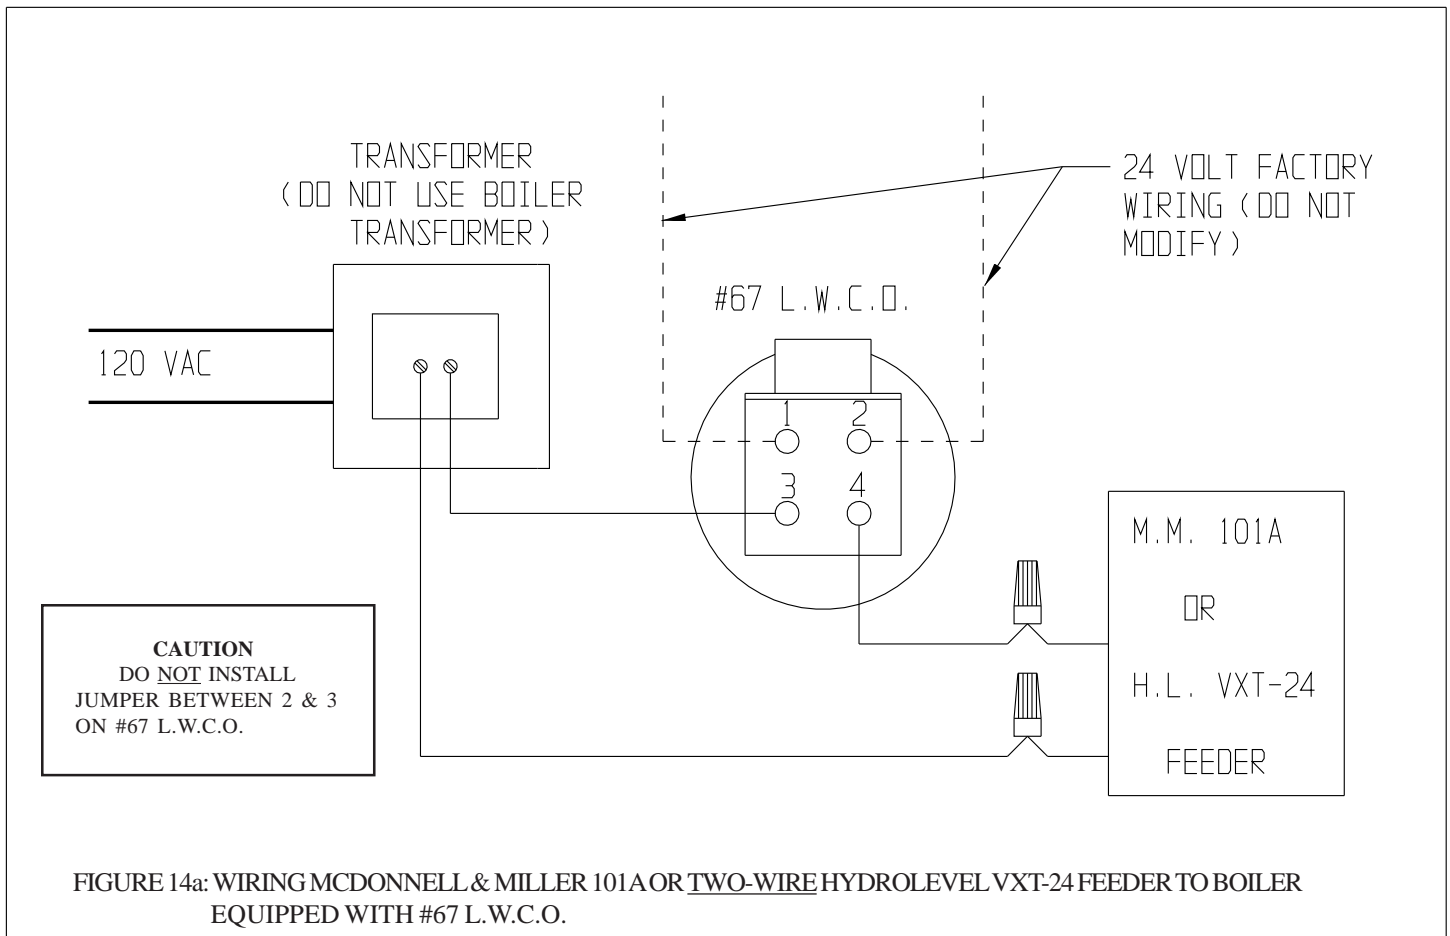 TRANSFORMER
(DO NOT USE BOILER
TRANSFORMER)
24 VOLT FACTORY
WIRING (DO NOT
MODIFY)
#67 L.W.C.O.
120 VAC
1 2
3 4
M.M. 101A
OR
H.L. VXT-24
FEEDER
CAUTION
DO NOT INSTALL
JUMPER BETWEEN 2 & 3
ON #67 L.W.C.O.
FIGURE 14a: WIRING MCDONNELL & MILLER 101A OR TWO-WIRE HYDROLEVEL VXT-24 FEEDER TO BOILER
EQUIPPED WITH #67 L.W.C.O.